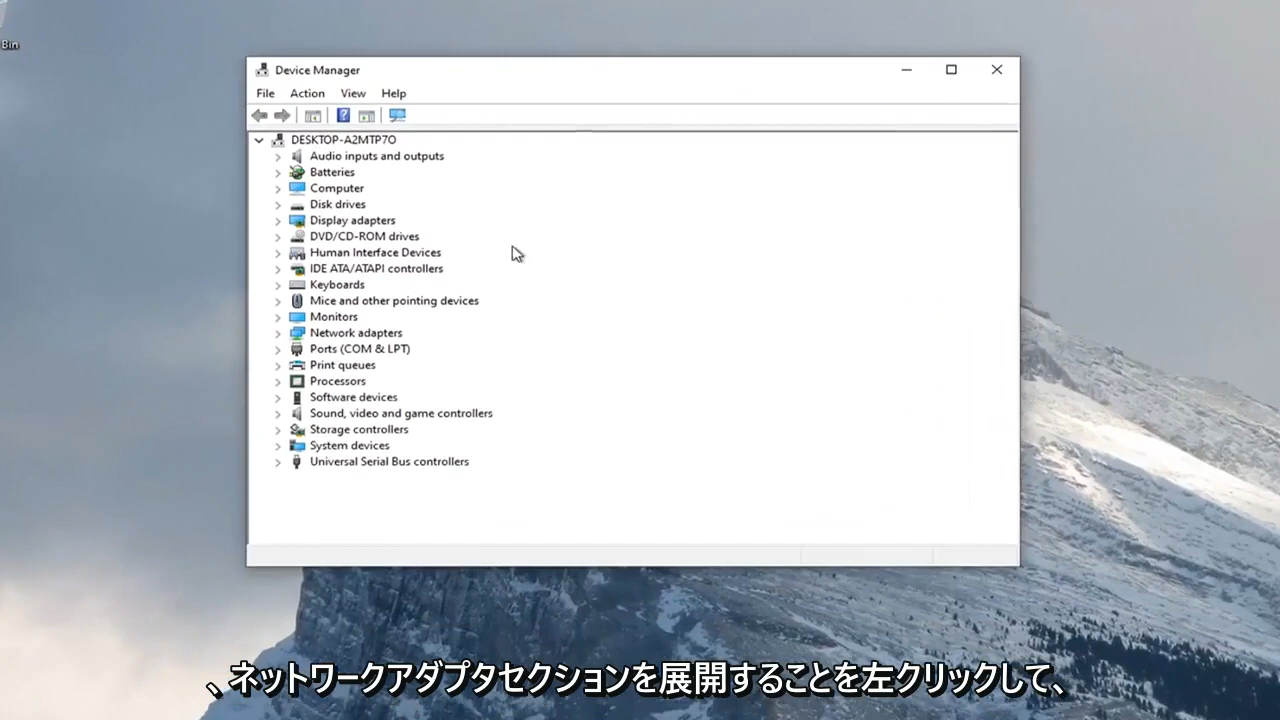 Bin
Device Manager
File Action View Help
DESKTOP-A2MTP7O
Audio inputs and outputs
Batteries
Computer
Disk drives
Display adapters
DVD/CD-ROM drives
Human Interface Devices
IDE ATA/ATAPI controllers
Keyboards
Mice and other pointing devices
Monitors
Network adapters
Ports (COM & LPT)
Print queues
Processors
Software devices
Sound, video and game controllers
Storage controllers
System devices
Universal Serial Bus controllers
、ネットワークアダプタセクションを展開することを左クリックして、